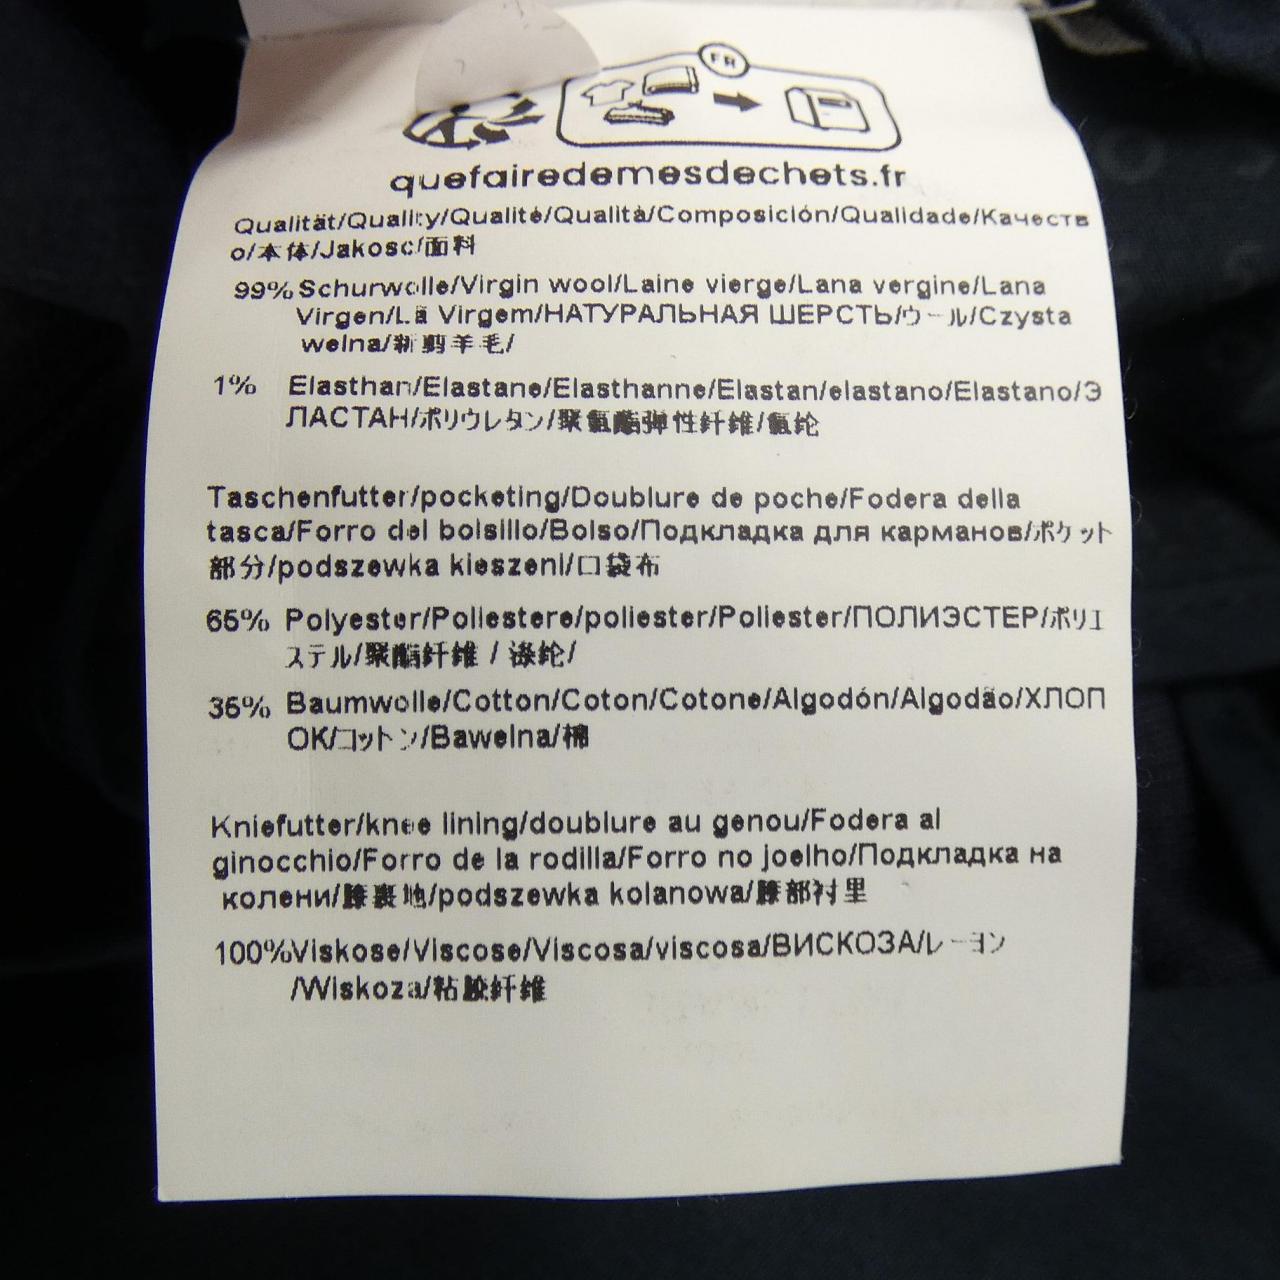 FR
quefairedemesdechets.fr
Qualität/Quality/Qualité/Qualità/Composición/Qualidade/Качеств
о/本体/Jakosc/面料
99% Schurwolle/Virgin wool/Laine vierge/Lana vergine/Lana
Virgen/Lã Virgem/НАТУРАЛЬНАЯ ШЕРСТЬ/ウール/Czysta
welna/新剪羊毛/
1% Elasthan/Elastane/Elasthanne/Elastan/elastano/Elastano/Э
ЛАСТАН/ポリウレタン/聚氨酯弹性纤维/氨纶
Taschenfutter/pocketing/Doublure de poche/Fodera della
tasca/Forro del bolsillo/Bolso/Подкладка для карманов/ポケット
部分/podszewka kieszeni/口袋布
65% Polyester/Poliestere/poliester/Poliester/ПОЛИЭСТЕР/ポリエ
ステル/聚酯纤维 / 涤纶/
35% Baumwolle/Cotton/Coton/Cotone/Algodón/Algodão/ХЛОП
ОК/コットン/Bawelna/棉
Kniefutter/knee lining/doublure au genou/Fodera al
ginocchio/Forro de la rodilla/Forro no joelho/Подкладка на
колени/膝裏地/podszewka kolanowa/膝部衬里
100%Viskose/Viscose/Viscosa/viscosa/ВИСКОЗА/レーヨン
/Wiskoza/粘胶纤维